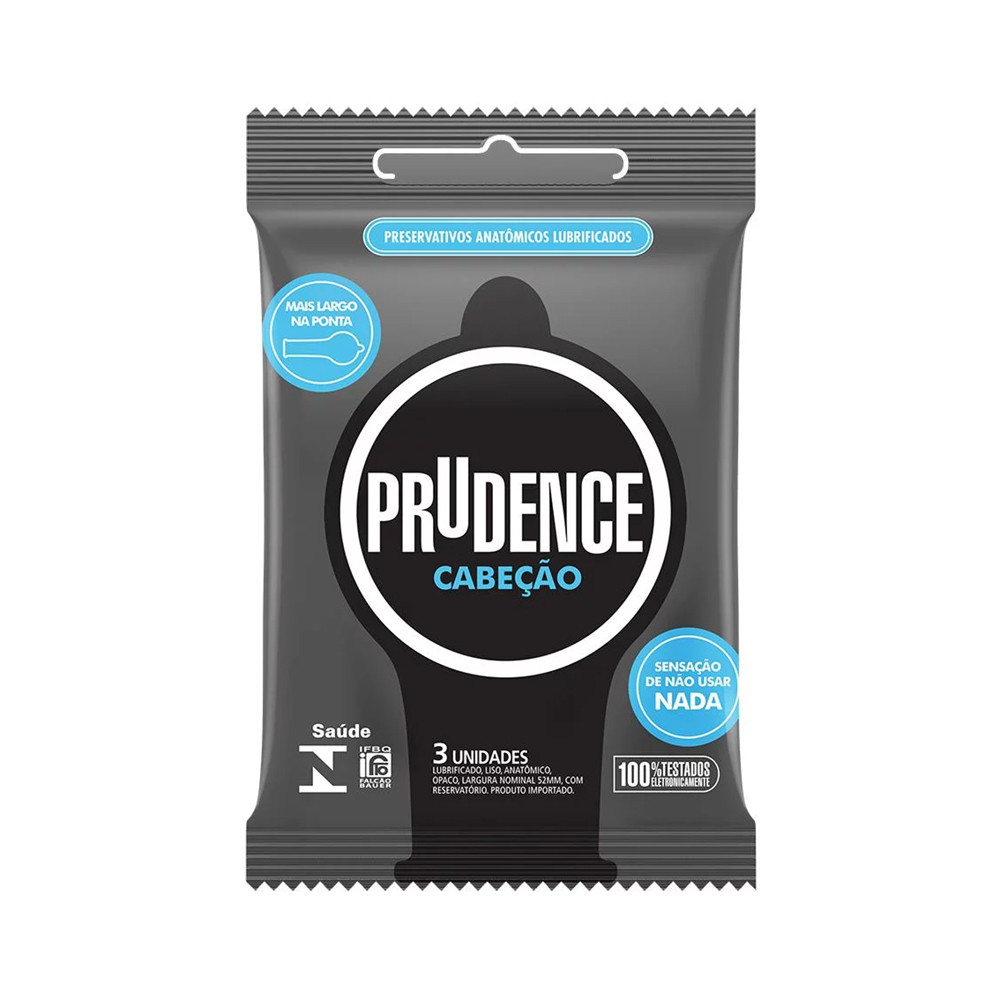 PRESERVATIVOS ANATÔMICOS LUBRIFICADOS
MAIS LARGO
NA PONTA
PRUDENCE
CABEÇÃO
SENSAÇÃO
DE NÃO USAR
NADA
Saúde
N
IFBQ
FALCÃO
BAUER
3 UNIDADES
LUBRIFICADO, LISO, ANATÔMICO,
OPACO, LARGURA NOMINAL 52MM, COM
RESERVATÓRIO. PRODUTO IMPORTADO.
100% TESTADOS
ELETRONICAMENTE